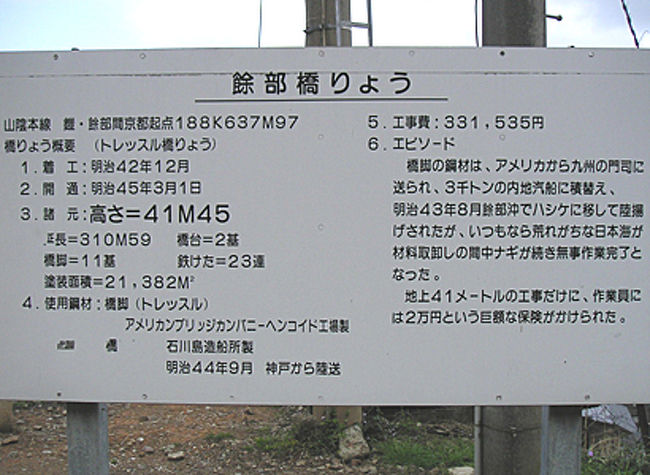 餘部橋りょう
山陰本線 鎧・餘部間京都起点188K637M97
橋りょう概要 (トレッスル橋りょう)
1.着 工:明治42年12月
2.開 通:明治45年3月1日
3.諸 元:高さ=41M45
延長=310M59 橋台=2基
橋脚=11基 鉄けた=23連
塗装面積=21,382M²
4.使用鋼材:橋脚(トレッスル)
アメリカンブリッジカンパニーヘンコイド工場製
橋 石川島造船所製
明治44年9月 神戸から陸送
5.工事費:331,535円
6.エピソード
橋脚の鋼材は、アメリカから九州の門司に
送られ、3千トンの内地汽船に積替え、
明治43年8月餘部沖でハシケに移して陸揚
げされたが、いつもなら荒れがちな日本海が
材料取卸しの間中ナギが続き無事作業完了と
なった。
地上41メートルの工事だけに、作業員に
は2万円という巨額な保険がかけられた。